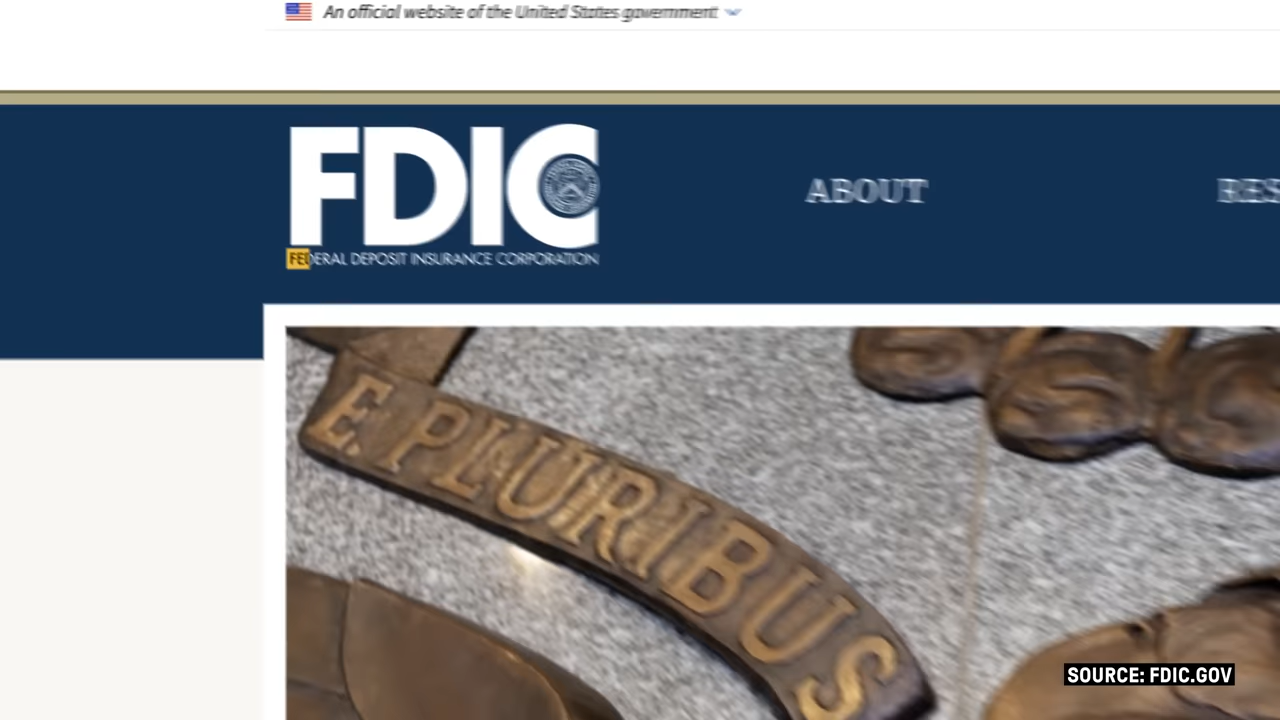 An official website of the United States government
FDIC
FEDERAL DEPOSIT INSURANCE CORPORATION
ABOUT
E PLURIBUS
SOURCE: FDIC.GOV